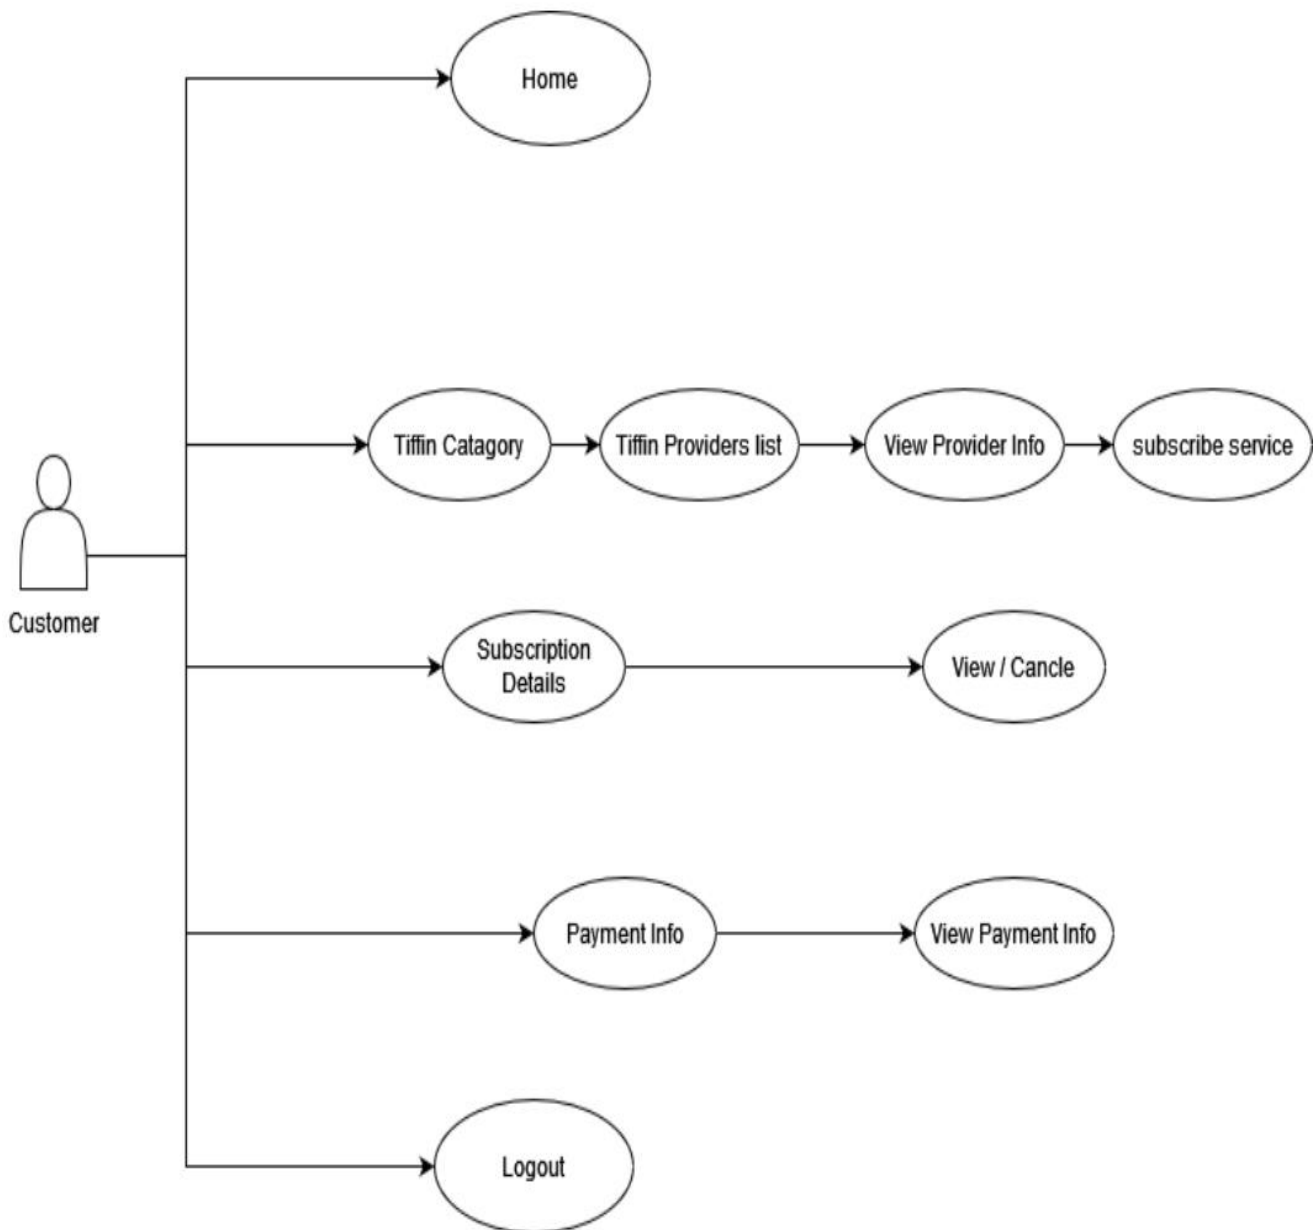 Home
Tiffin Catagory
Tiffin Providers list
View Provider Info
subscribe service
Customer
Subscription
Details
View / Cancle
Payment Info
View Payment Info
Logout